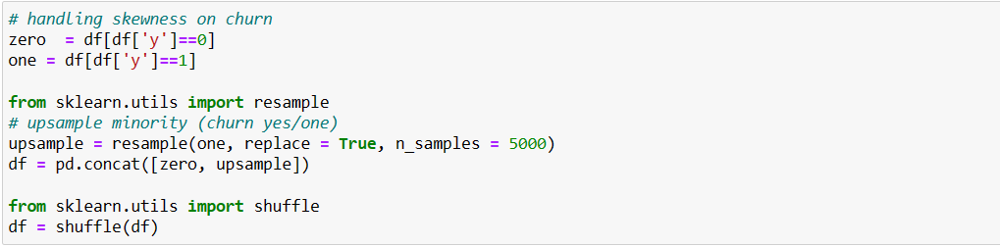 # handling skewness on churn
zero  = df[df['y']==0]
one = df[df['y']==1]

from sklearn.utils import resample
# upsample minority (churn yes/one)
upsample = resample(one, replace = True, n_samples = 5000)
df = pd.concat([zero, upsample])

from sklearn.utils import shuffle
df = shuffle(df)